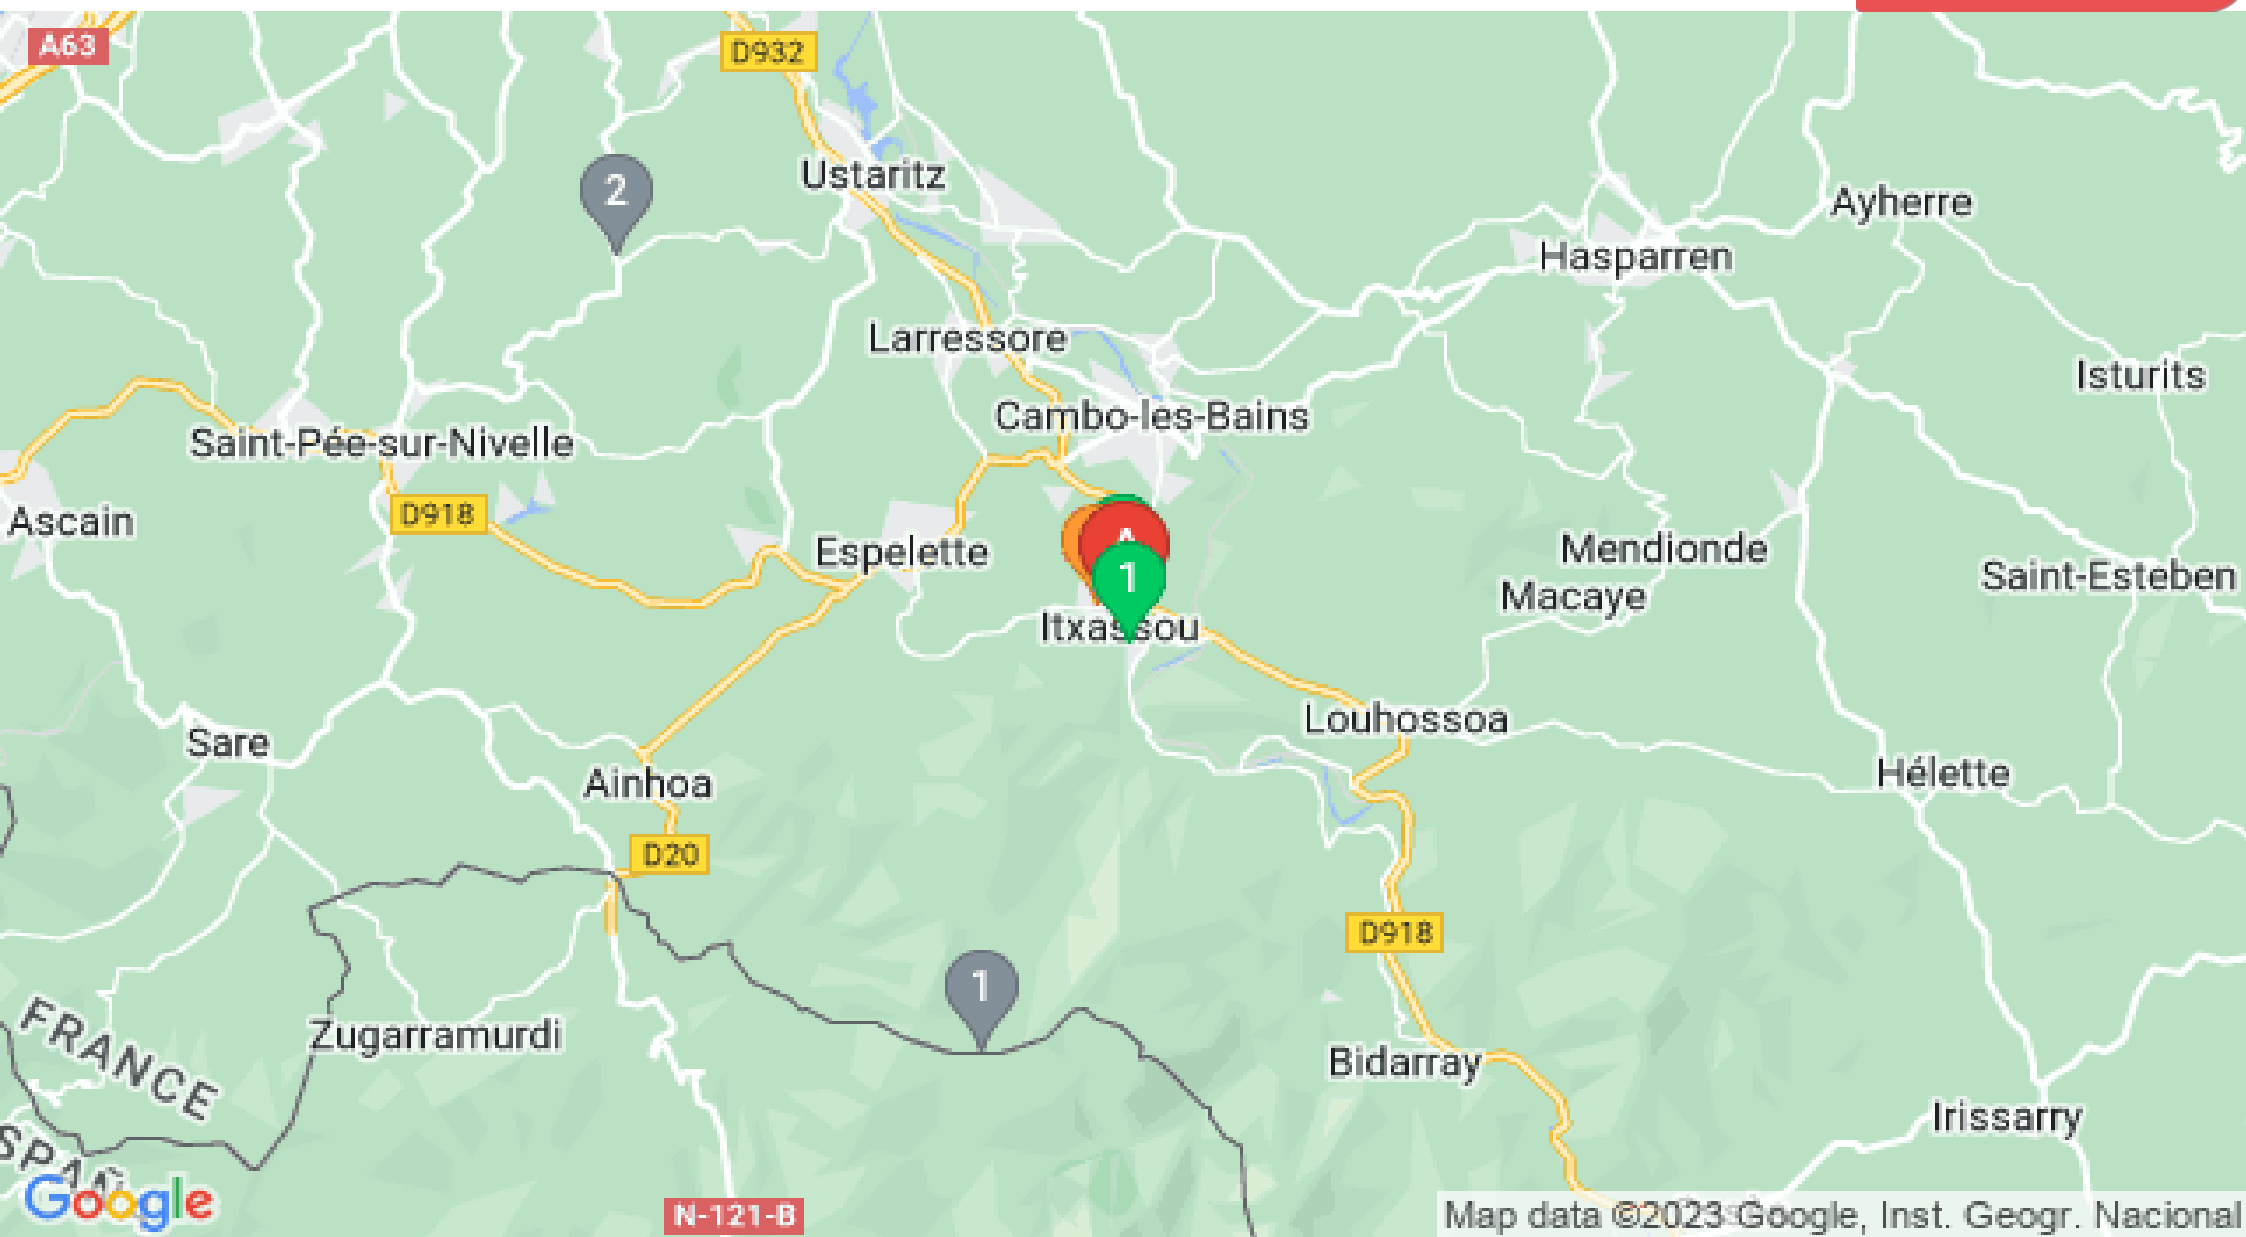 A63
D932
2
Ustaritz
Ayherre
Hasparren
Larressore
Isturits
Cambo-les-Bains
Saint-Pée-sur-Nivelle
D918
Ascain
Espelette
A
1
Mendionde
Macaye
Saint-Esteben
Itxassou
Louhossoa
Sare
Ainhoa
Hélette
D20
D918
1
FRANCE
Zugarramurdi
Bidarray
Irissarry
Google
N-121-B
Map data ©2023 Google, Inst. Geogr. Nacional